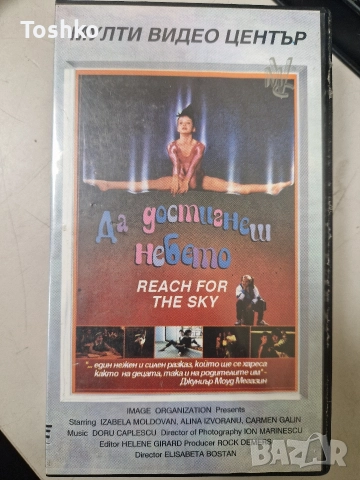 Toshko
МУЛТИ ВИДЕО ЦЕНТЪР
Да достигнеш
небето
REACH FOR
THE SKY
"... един нежен и силен разказ, който ще се хареса
както на децата, така и на родителите им"
Джуниър Моуд Мегазин
IMAGE ORGANIZATION Presents
Starring IZABELA MOLDOVAN, ALINA IZVORANU, CARMEN GALIN
Music DORU CAPLESCU Director of Photography ION MARINESCU
Editor HELENE GIRARD Producer ROCK DEMERS
Director ELISABETA BOSTAN
BAZAR
bg